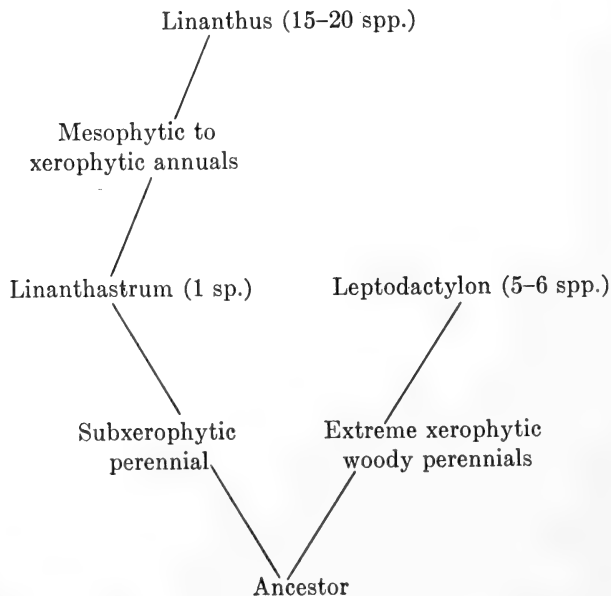 Linanthus (15–20 spp.)
Mesophytic to
xerophytic annuals
Linanthastrum (1 sp.)
Leptodactylon (5–6 spp.)
Subxerophytic
perennial
Extreme xerophytic
woody perennials
Ancestor